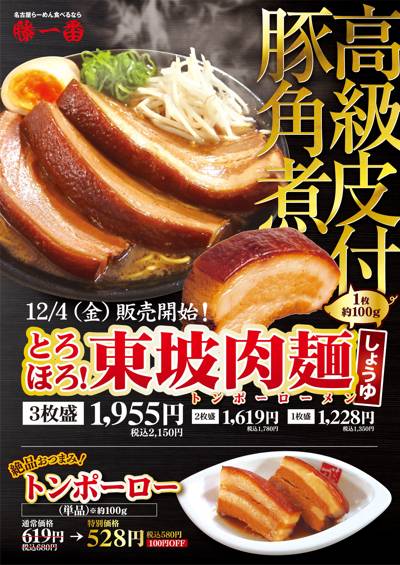 名古屋らーめん食べるなら
勝一番
高級皮付
豚角煮
1枚
約100g
12/4（金）販売開始！
とろ
ほろ！
東坡肉麺
トンポーローメン
しょうゆ
3枚盛 1,955円
税込2,150円
2枚盛 1,619円
税込1,780円
1枚盛 1,228円
税込1,350円
絶品おつまみ！
トンポーロー
（単品）※約100g
通常価格
619円
税込680円
→
特別価格
528円 税込580円
100円OFF